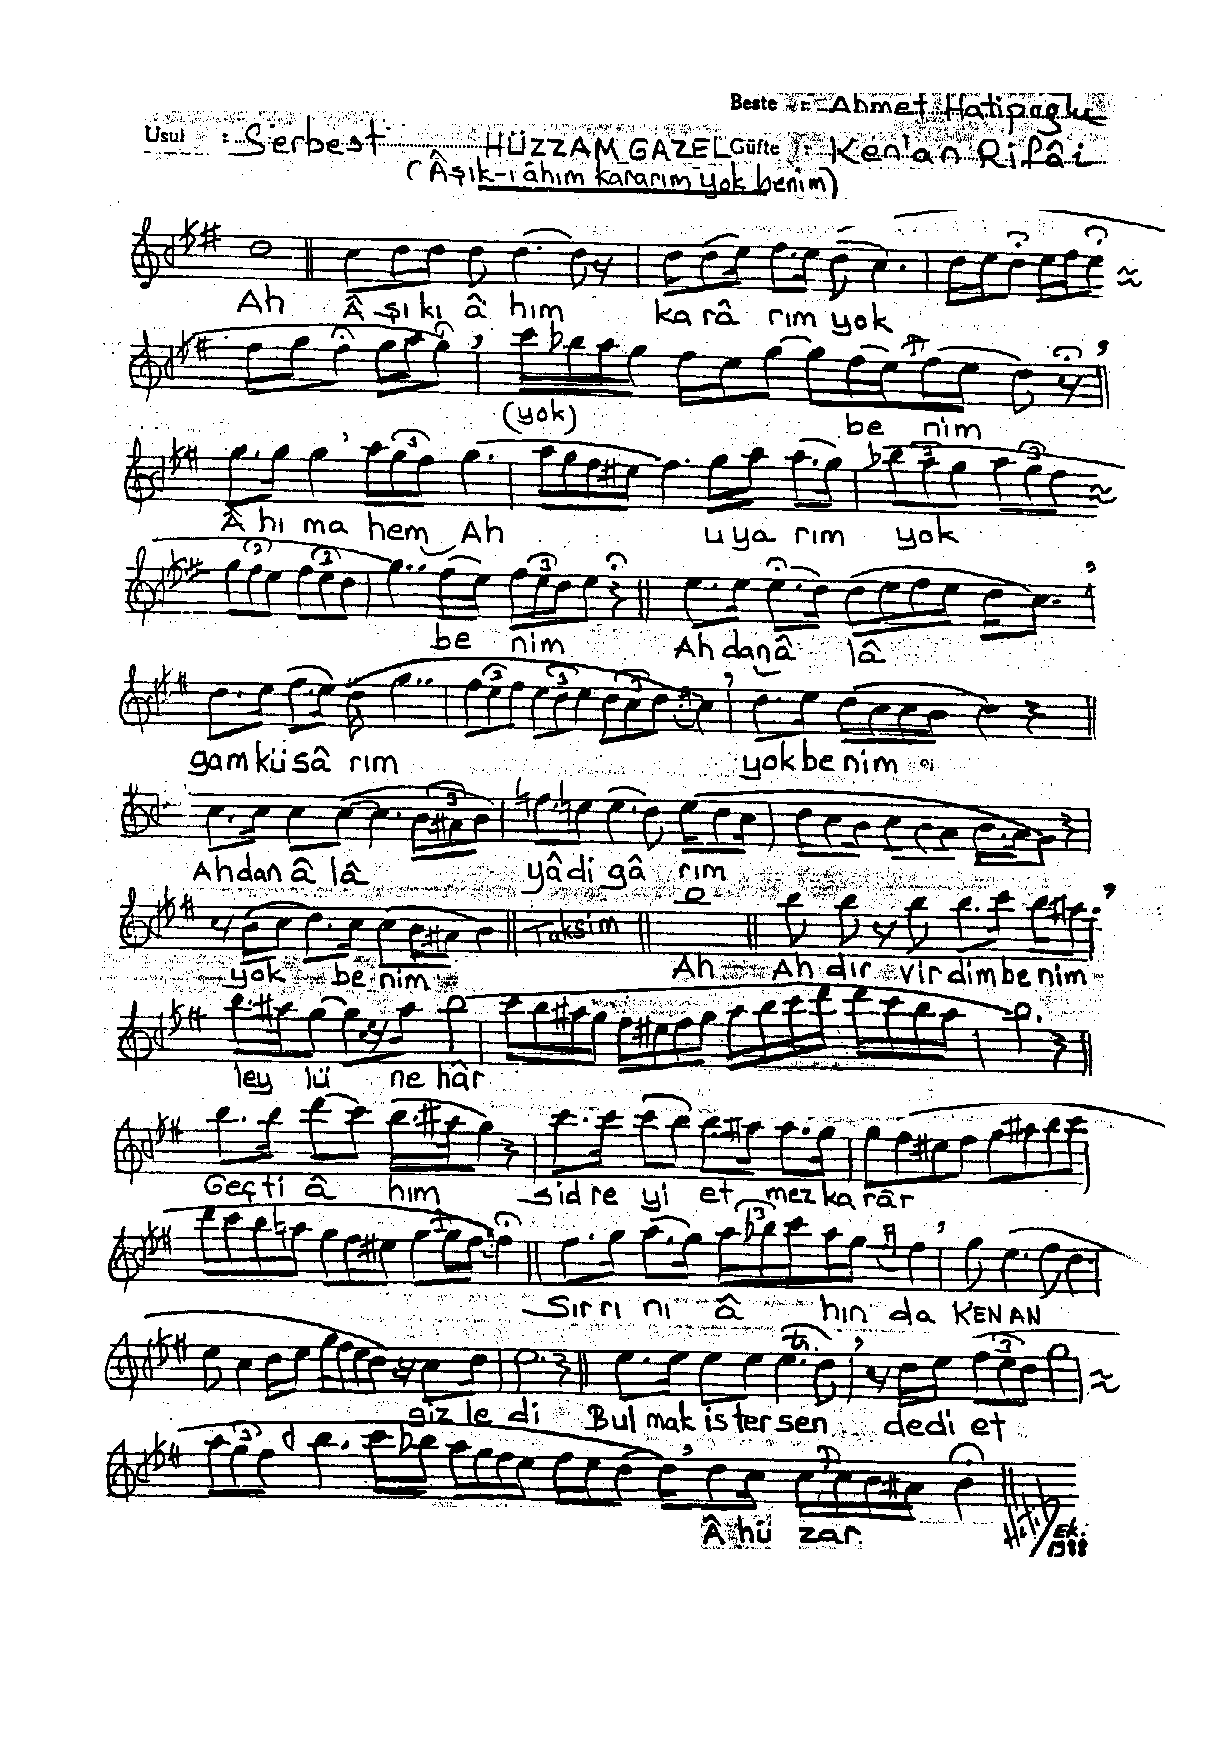 Beste : Ahmet Hatipoğlu
Usul : Serbest HÜZZAM GAZEL Güfte : Ken'an Rifâi
(Âşık-ı âhım kararım yok benim)
Ah Â şı kı â hım ka râ rım yok
(yok) be nim
 hı ma hem Ah u ya rım yok
be nim Ah dan â lâ
gam kü sâ rım yok be nim
Ah dan â lâ yâ di gâ rım
Taksim
yok be nim Ah Ah dır vir dim be nim
ley lü ne hâr
Geç ti â hım sid re yi et mez ka râr
Sır rı nı â hın da KENAN
giz le di Bul mak is ter sen de di et
 hü zar
Ek.
1988